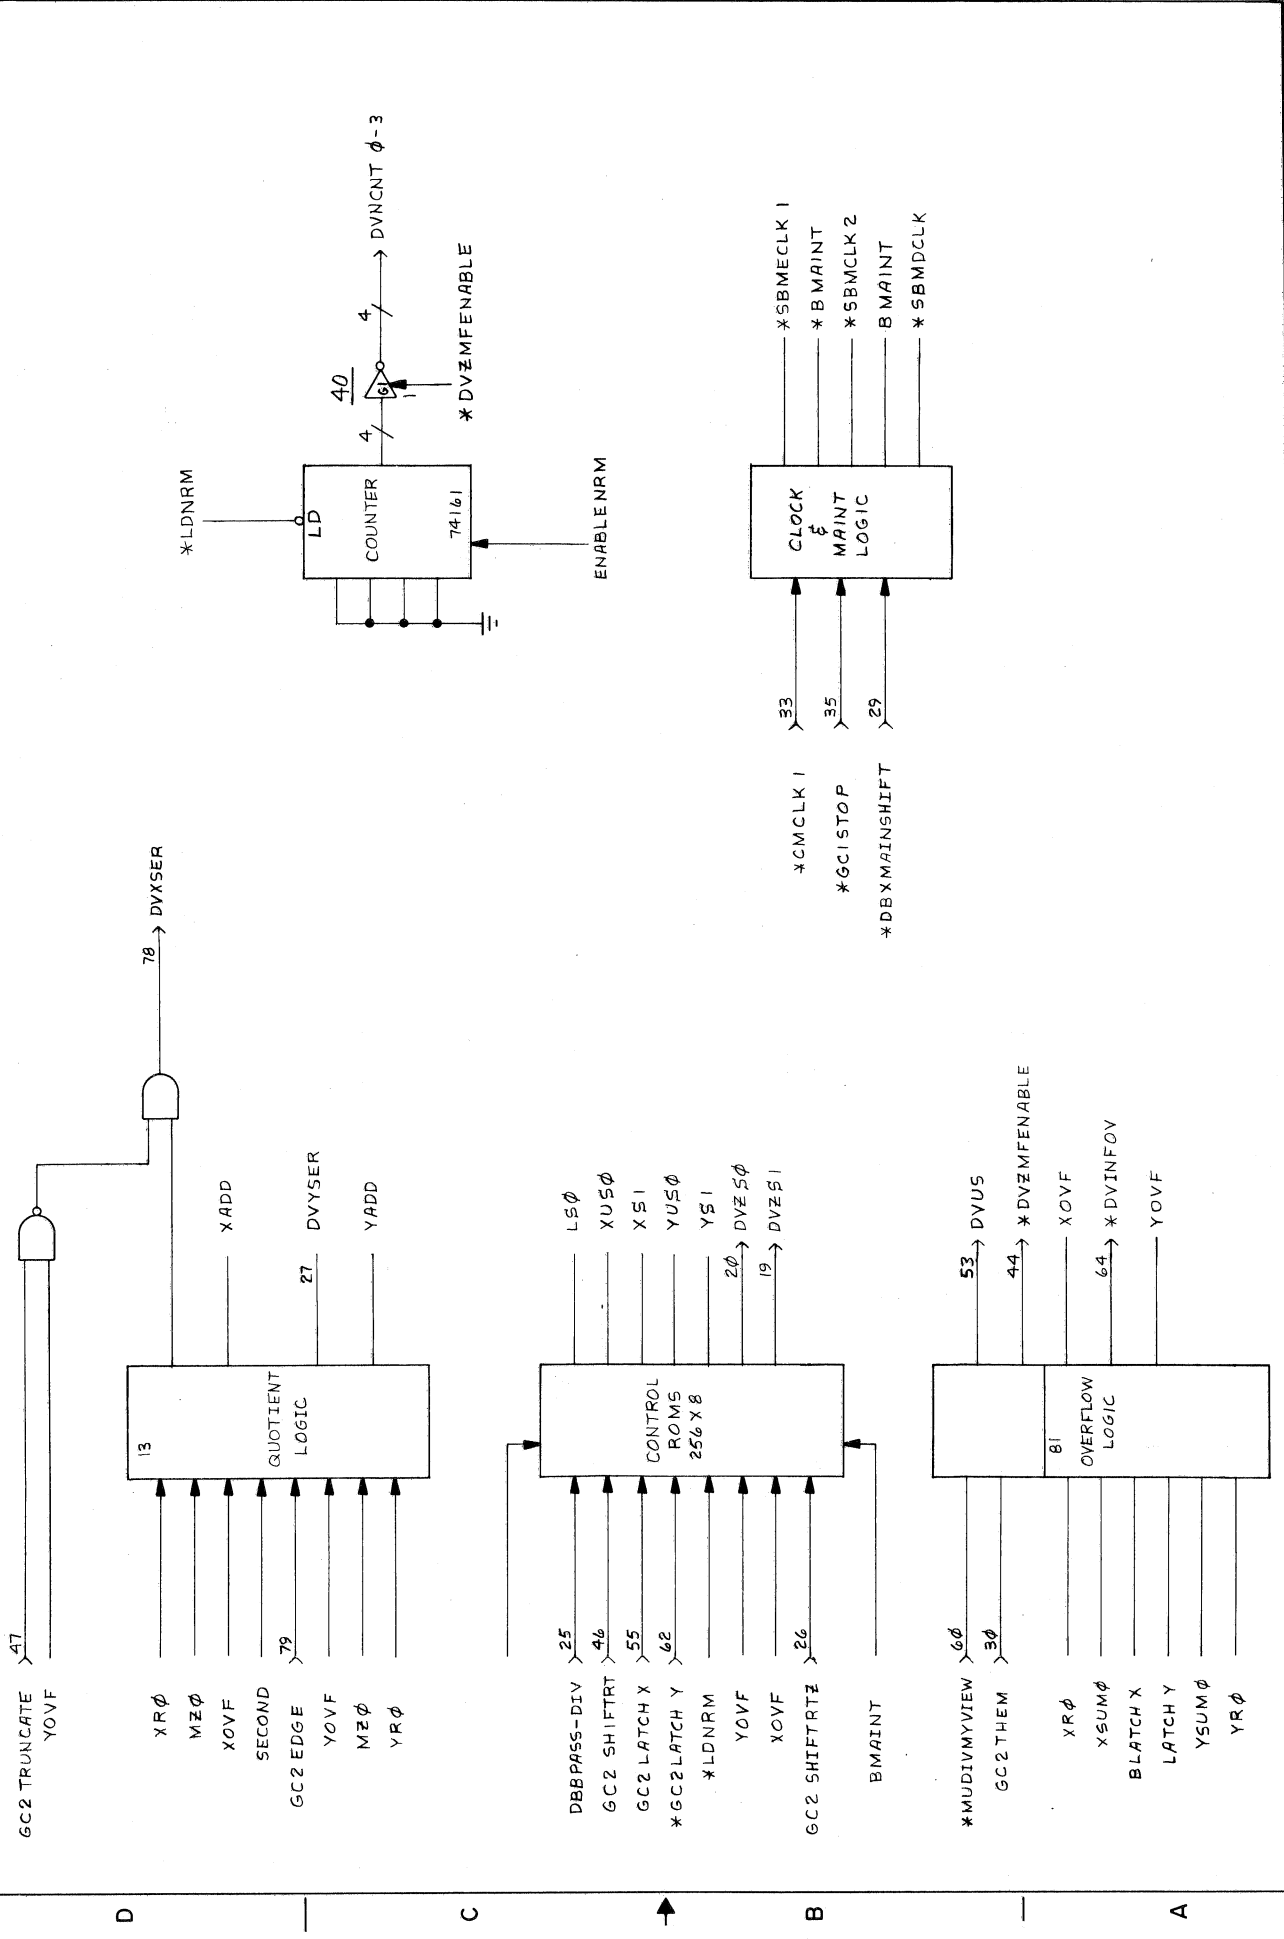 GC2 TRUNCATE
47
YOVF
78
DVXSER
XRØ
MZØ
XOVF
SECOND
GC2EDGE
79
YOVF
MZØ
YRØ
13
QUOTIENT
LOGIC
XADD
27
DVYSER
YADD
*LDNRM
LD
COUNTER
74161
ENABLENRM
4
40
G1
1
4
DVNCNT Ø-3
*DVZMFENABLE
DBBPASS-DIV
25
GC2 SHIFTRT
46
GC2LATCH X
55
*GC2LATCH Y
62
*LDNRM
YOVF
XOVF
GC2 SHIFTRTZ
26
BMAINT
CONTROL
ROMS
256 X 8
LSØ
XUSØ
XS1
YUSØ
YS1
2Ø
DVZSØ
19
DVZS1
*CMCLK 1
33
*GC1STOP
35
*DBXMAINSHIFT
29
CLOCK
&
MAINT
LOGIC
*SBMECLK 1
*BMAINT
*SBMCLK 2
BMAINT
*SBMDCLK
*MUDIVMYVIEW
6Ø
GC2THEM
3Ø
XRØ
XSUMØ
BLATCH X
LATCH Y
YSUMØ
YRØ
81
OVERFLOW
LOGIC
53
DVUS
44
*DVZMFENABLE
XOVF
64
*DVINFOV
YOVF
D
C
B
A